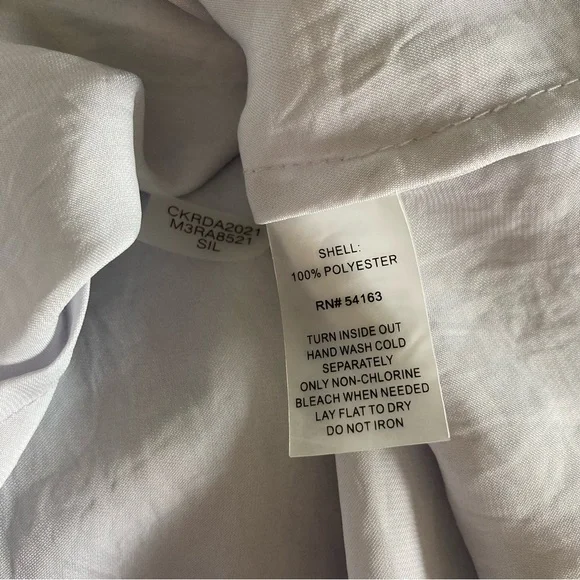 CKRDA2021
M3RA8521
SIL
SHELL:
100% POLYESTER
RN# 54163
TURN INSIDE OUT
HAND WASH COLD
SEPARATELY
ONLY NON-CHLORINE
BLEACH WHEN NEEDED
LAY FLAT TO DRY
DO NOT IRON